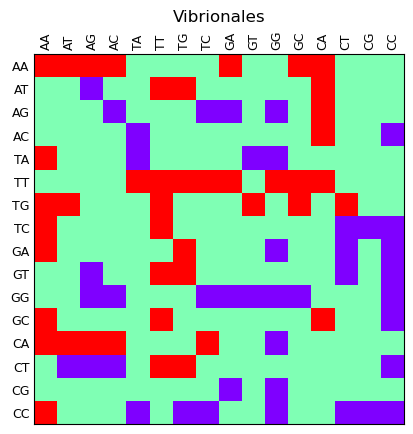 Vibrionales
AA AT AG AC TA TT TG TC GA GT GG GC CA CT CG CC
AA
AT
AG
AC
TA
TT
TG
TC
GA
GT
GG
GC
CA
CT
CG
CC